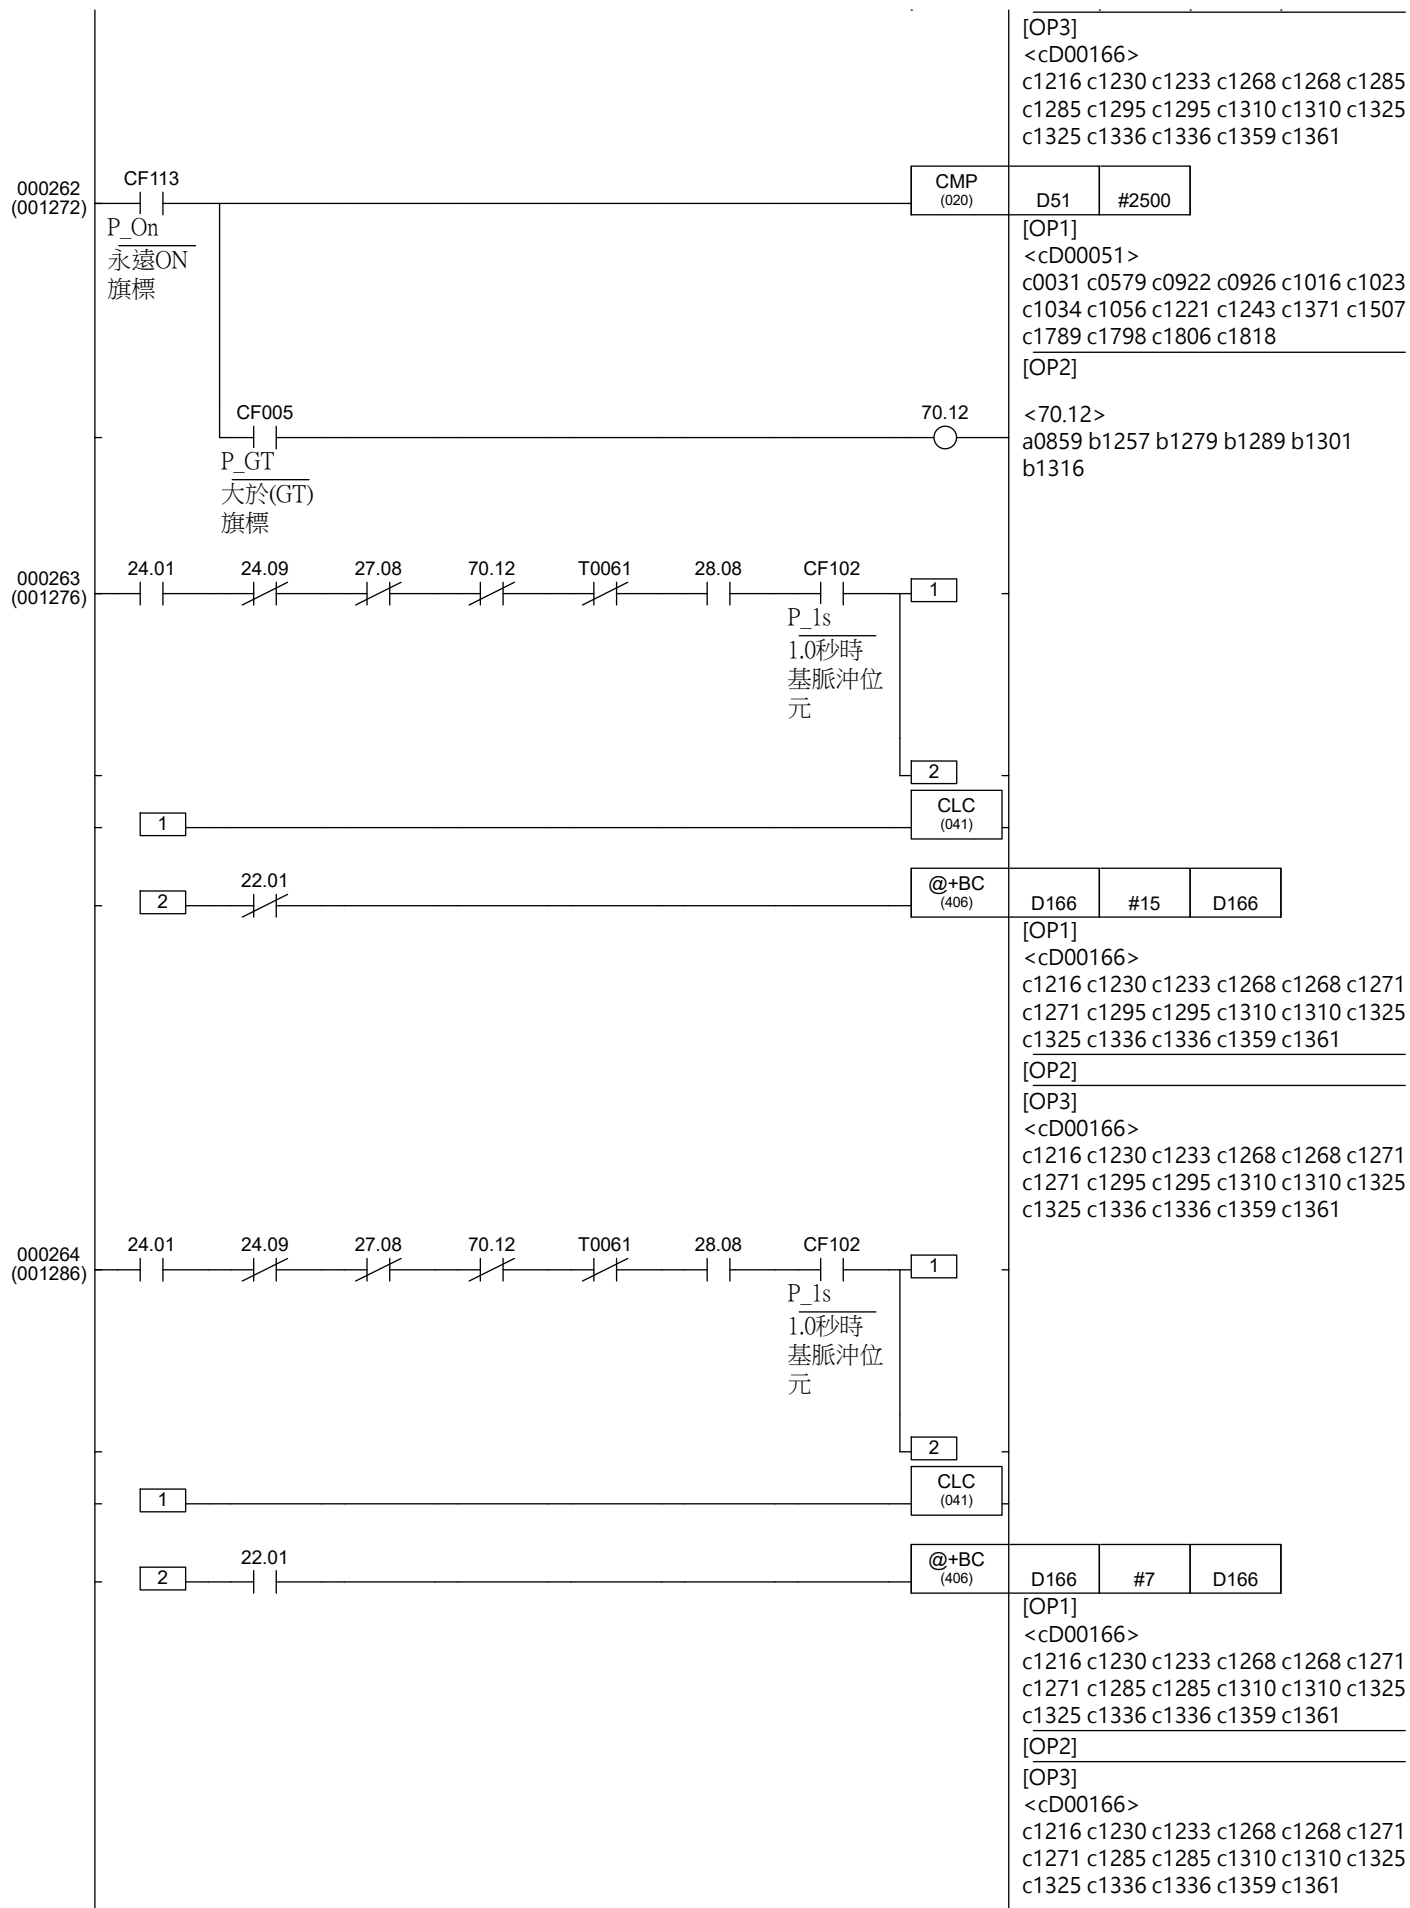 [OP3]
<cD00166>
c1216 c1230 c1233 c1268 c1268 c1285
c1285 c1295 c1295 c1310 c1310 c1325
c1325 c1336 c1336 c1359 c1361
000262
(001272)
CF113
P_On
永遠ON
旗標
CMP
(020)
D51 #2500
[OP1]
<cD00051>
c0031 c0579 c0922 c0926 c1016 c1023
c1034 c1056 c1221 c1243 c1371 c1507
c1789 c1798 c1806 c1818
[OP2]
CF005
P_GT
大於(GT)
旗標
70.12
<70.12>
a0859 b1257 b1279 b1289 b1301
b1316
000263
(001276)
24.01 24.09 27.08 70.12 T0061 28.08 CF102
P_1s
1.0秒時
基脈沖位
元
1
2
1
CLC
(041)
2
22.01
@+BC
(406)
D166 #15 D166
[OP1]
<cD00166>
c1216 c1230 c1233 c1268 c1268 c1271
c1271 c1295 c1295 c1310 c1310 c1325
c1325 c1336 c1336 c1359 c1361
[OP2]
[OP3]
<cD00166>
c1216 c1230 c1233 c1268 c1268 c1271
c1271 c1295 c1295 c1310 c1310 c1325
c1325 c1336 c1336 c1359 c1361
000264
(001286)
24.01 24.09 27.08 70.12 T0061 28.08 CF102
P_1s
1.0秒時
基脈沖位
元
1
2
1
CLC
(041)
2
22.01
@+BC
(406)
D166 #7 D166
[OP1]
<cD00166>
c1216 c1230 c1233 c1268 c1268 c1271
c1271 c1285 c1285 c1310 c1310 c1325
c1325 c1336 c1336 c1359 c1361
[OP2]
[OP3]
<cD00166>
c1216 c1230 c1233 c1268 c1268 c1271
c1271 c1285 c1285 c1310 c1310 c1325
c1325 c1336 c1336 c1359 c1361